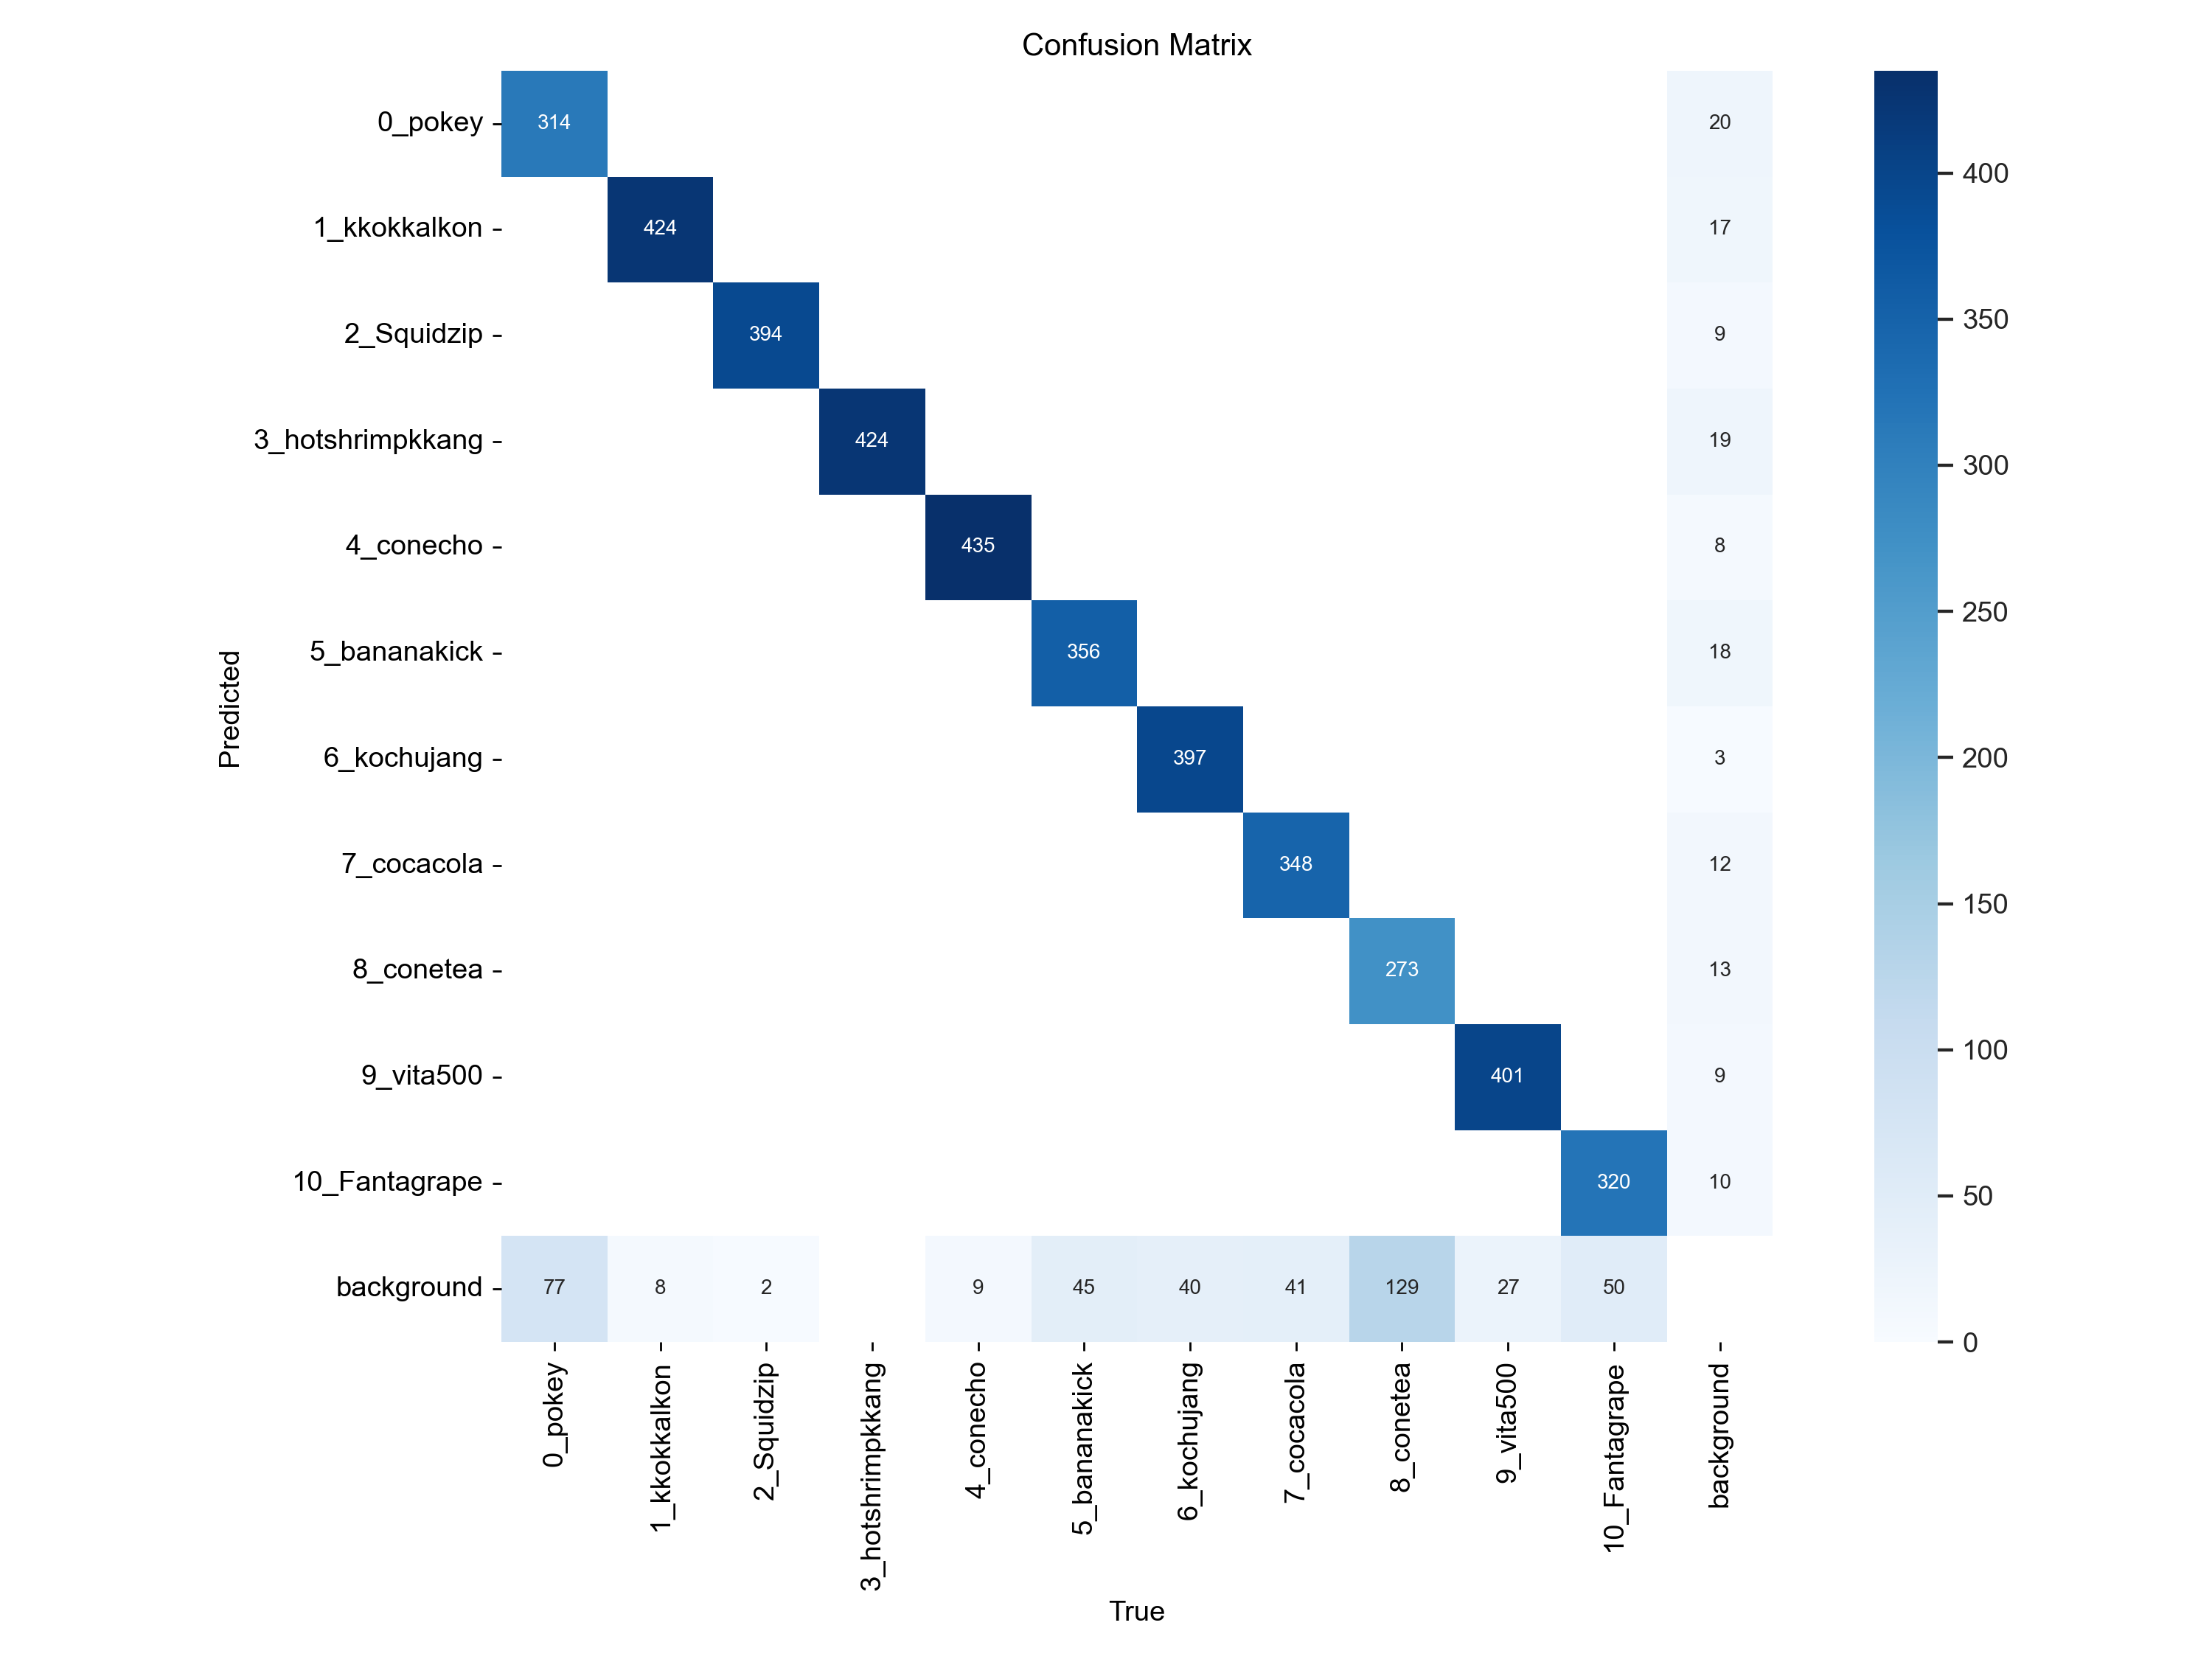 Confusion Matrix
0_pokey 314 20
1_kkokkalkon 424 17
2_Squidzip 394 9
3_hotshrimpkkang 424 19
4_conecho 435 8
5_bananakick 356 18
6_kochujang 397 3
7_cocacola 348 12
8_conetea 273 13
9_vita500 401 9
10_Fantagrape 320 10
background 77 8 2 9 45 40 41 129 27 50
Predicted
0_pokey
1_kkokkalkon
2_Squidzip
3_hotshrimpkkang
4_conecho
5_bananakick
6_kochujang
7_cocacola
8_conetea
9_vita500
10_Fantagrape
background
True
400
350
300
250
200
150
100
50
0